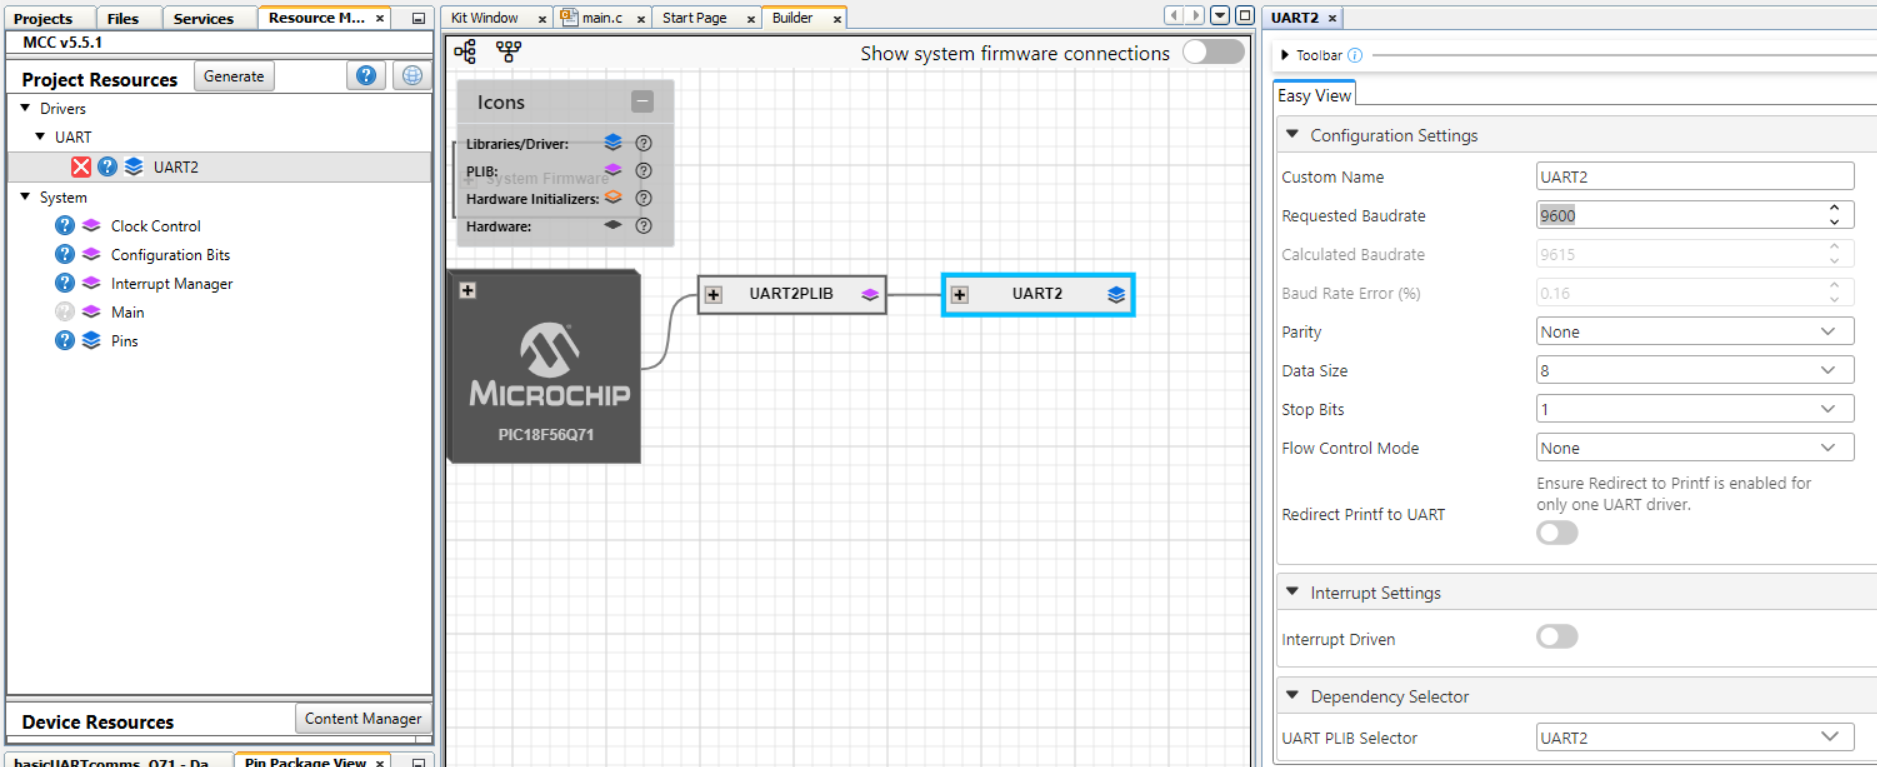 Projects Files Services Resource M... ×
MCC v5.5.1
Project Resources Generate
Drivers
UART
UART2
System
Clock Control
Configuration Bits
Interrupt Manager
Main
Pins
Device Resources Content Manager
basicUARTcomms_Q71 - Da... Pin Package View ×
Kit Window × main.c × Start Page × Builder ×
Show system firmware connections
Icons
Libraries/Driver:
PLIB:
System Firmware
Hardware Initializers:
Hardware:
MICROCHIP
PIC18F56Q71
UART2PLIB
UART2
UART2 ×
Toolbar
Easy View
Configuration Settings
Custom Name UART2
Requested Baudrate 9600
Calculated Baudrate 9615
Baud Rate Error (%) 0.16
Parity None
Data Size 8
Stop Bits 1
Flow Control Mode None
Ensure Redirect to Printf is enabled for
only one UART driver.
Redirect Printf to UART
Interrupt Settings
Interrupt Driven
Dependency Selector
UART PLIB Selector UART2